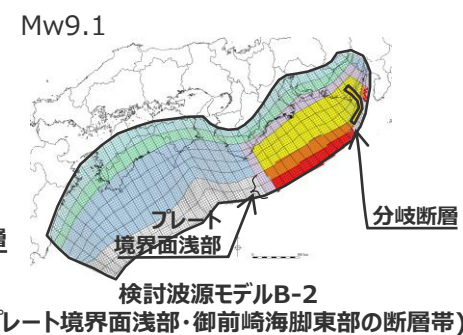 Mw9.1
プレート
境界面浅部
分岐断層
層
検討波源モデルB-2
プレート境界面浅部・御前崎海脚東部の断層帯)